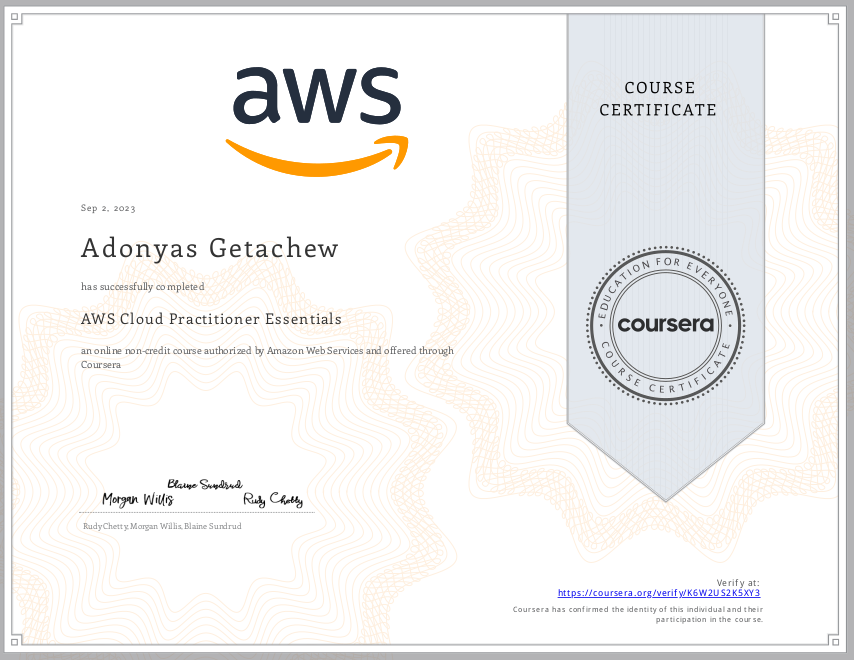 aws
COURSE
CERTIFICATE
Sep 2, 2023
Adonyas Getachew
has successfully completed
AWS Cloud Practitioner Essentials
an online non-credit course authorized by Amazon Web Services and offered through
Coursera
EDUCATION FOR EVERYONE
coursera
COURSE CERTIFICATE
Blaine Sundrud
Morgan Willis
Rudy Chetty
Rudy Chetty, Morgan Willis, Blaine Sundrud
Verify at:
https://coursera.org/verify/K6W2US2K5XY3
Coursera has confirmed the identity of this individual and their
participation in the course.